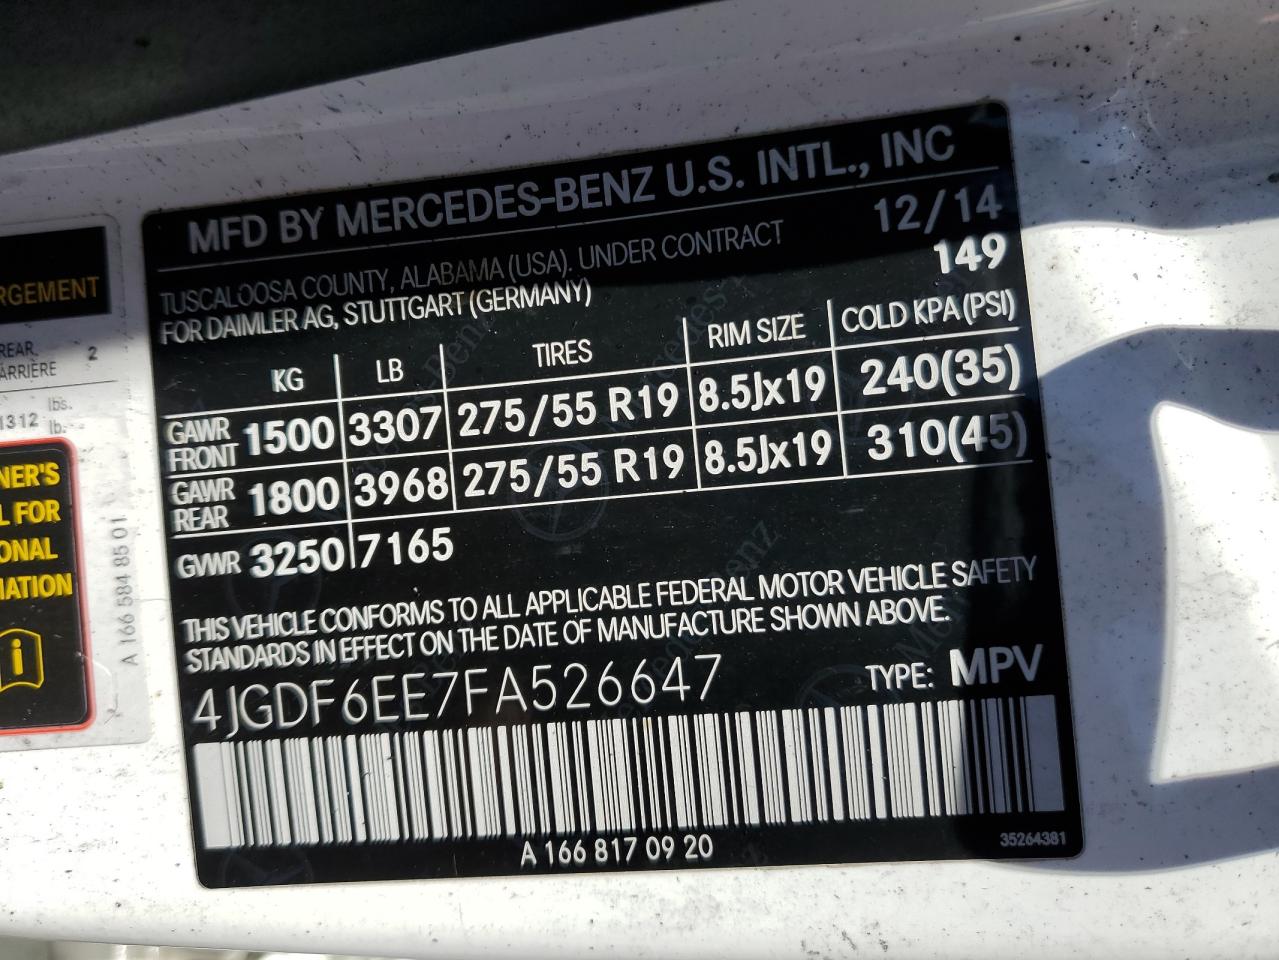 MFD BY MERCEDES-BENZ U.S. INTL., INC
TUSCALOOSA COUNTY, ALABAMA (USA). UNDER CONTRACT 12/14
FOR DAIMLER AG, STUTTGART (GERMANY) 149
KG LB TIRES RIM SIZE COLD KPA (PSI)
GAWR FRONT 1500 3307 275/55 R19 8.5Jx19 240(35)
GAWR REAR 1800 3968 275/55 R19 8.5Jx19 310(45)
GVWR 3250 7165
THIS VEHICLE CONFORMS TO ALL APPLICABLE FEDERAL MOTOR VEHICLE SAFETY
STANDARDS IN EFFECT ON THE DATE OF MANUFACTURE SHOWN ABOVE.
4JGDF6EE7FA526647 TYPE: MPV
A 166 817 09 20 35264381
RGEMENT
REAR 2
ARRIÈRE
1312 lbs.
lb.
NER'S
L FOR
ONAL
MATION
i
A 166 584 85 01